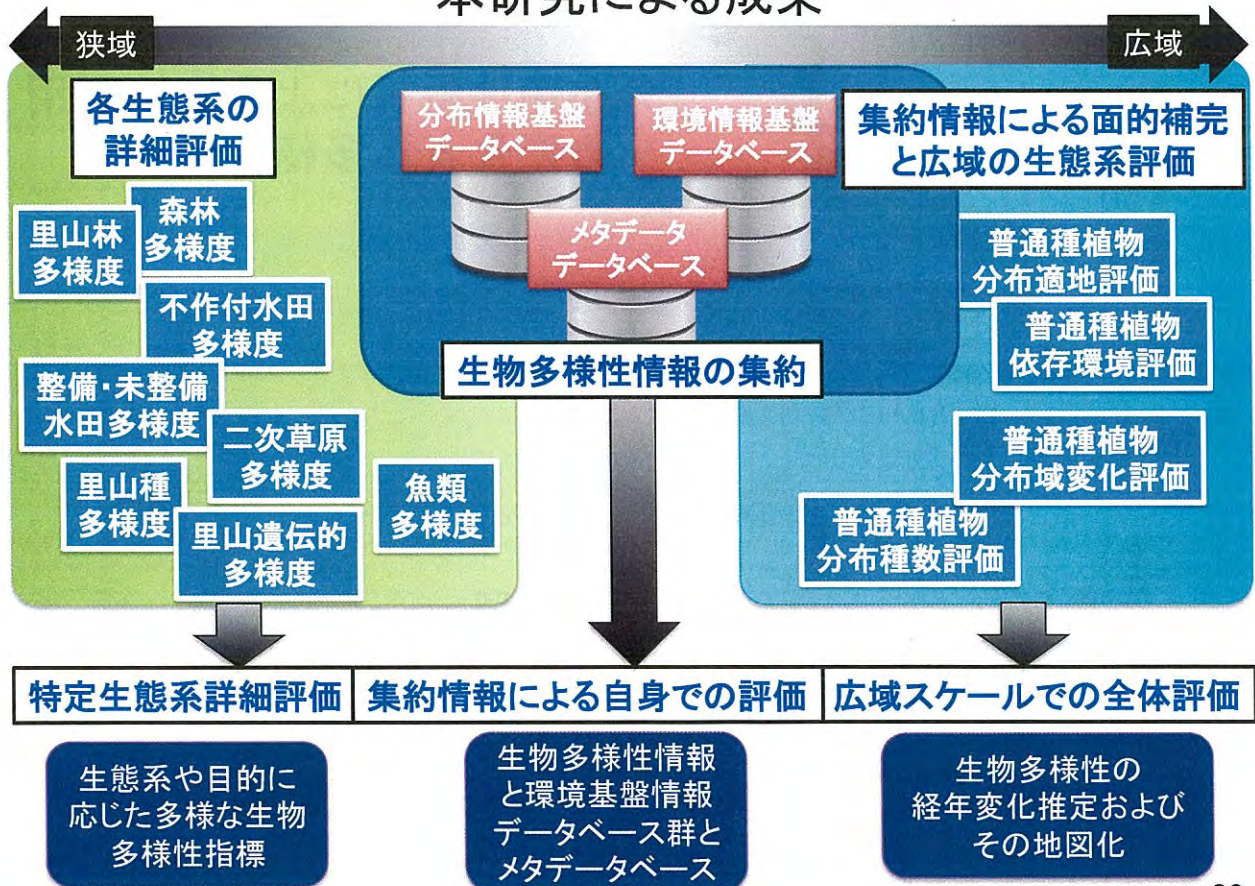 本研究による成果
狭域
広域
各生態系の
詳細評価
森林
多様度
里山林
多様度
不作付水田
多様度
整備・未整備
水田多様度
二次草原
多様度
里山種
多様度
里山遺伝的
多様度
魚類
多様度
分布情報基盤
データベース
環境情報基盤
データベース
メタデータ
データベース
生物多様性情報の集約
集約情報による面的補完
と広域の生態系評価
普通種植物
分布適地評価
普通種植物
依存環境評価
普通種植物
分布域変化評価
普通種植物
分布種数評価
特定生態系詳細評価
集約情報による自身での評価
広域スケールでの全体評価
生態系や目的に
応じた多様な生物
多様性指標
生物多様性情報
と環境基盤情報
データベース群と
メタデータベース
生物多様性の
経年変化推定および
その地図化